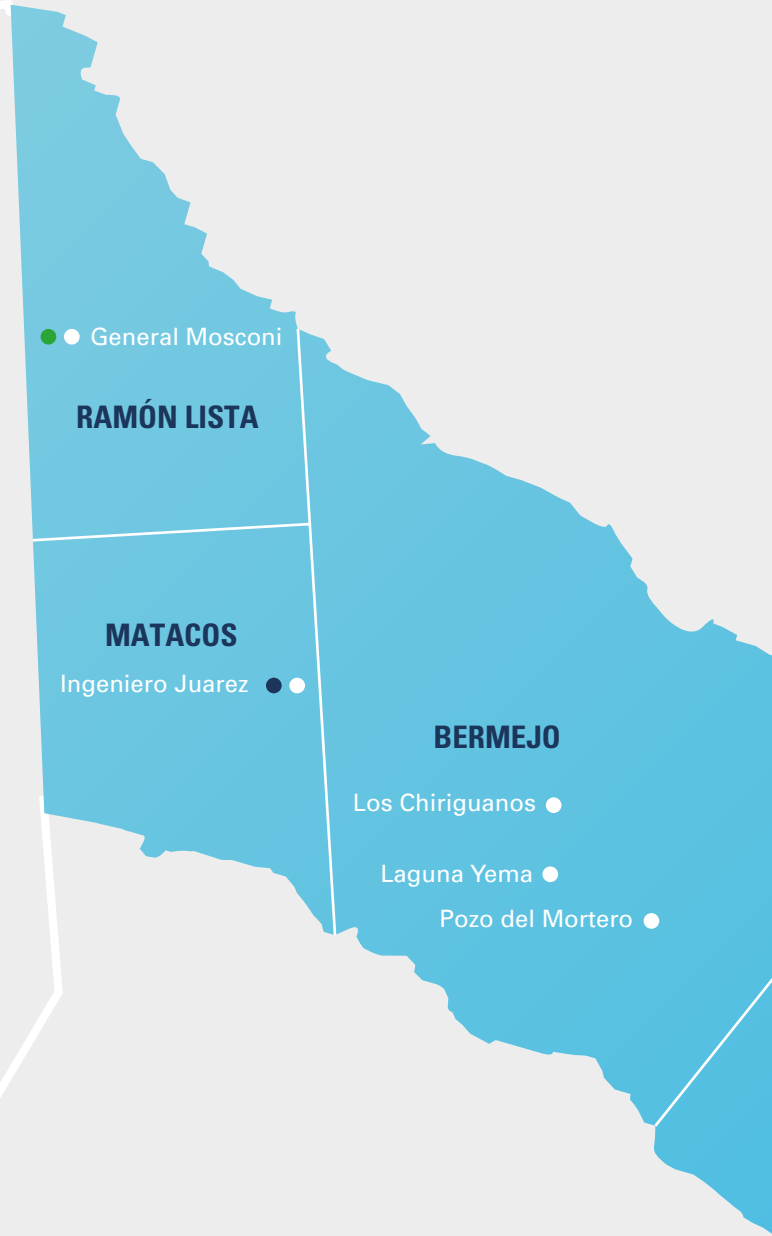 General Mosconi
RAMÓN LISTA
MATACOS
Ingeniero Juarez
BERMEJO
Los Chiriguanos
Laguna Yema
Pozo del Mortero